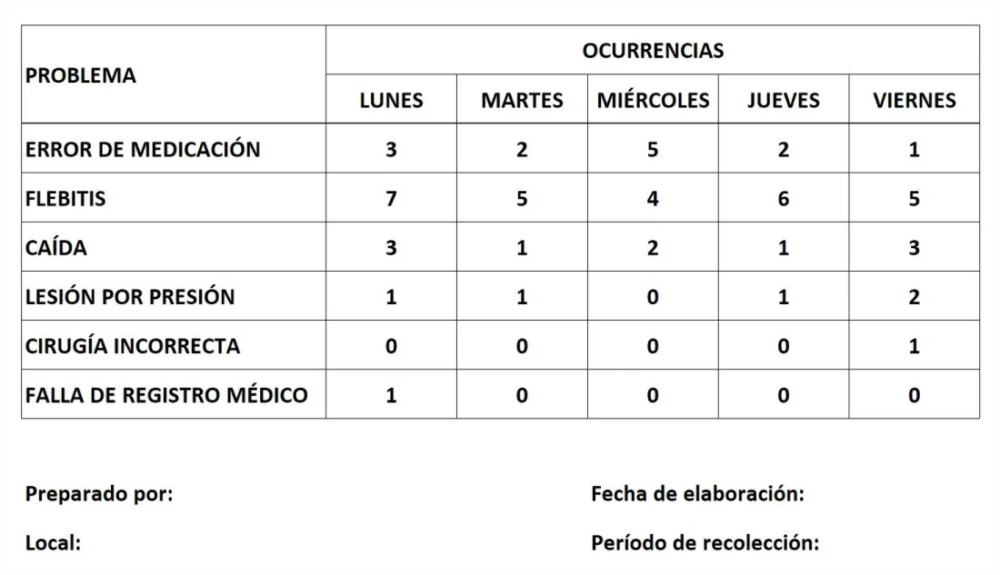 PROBLEMA
OCURRENCIAS
LUNES MARTES MIÉRCOLES JUEVES VIERNES
ERROR DE MEDICACIÓN 3 2 5 2 1
FLEBITIS 7 5 4 6 5
CAÍDA 3 1 2 1 3
LESIÓN POR PRESIÓN 1 1 0 1 2
CIRUGÍA INCORRECTA 0 0 0 0 1
FALLA DE REGISTRO MÉDICO 1 0 0 0 0
Preparado por: Fecha de elaboración:
Local: Período de recolección: